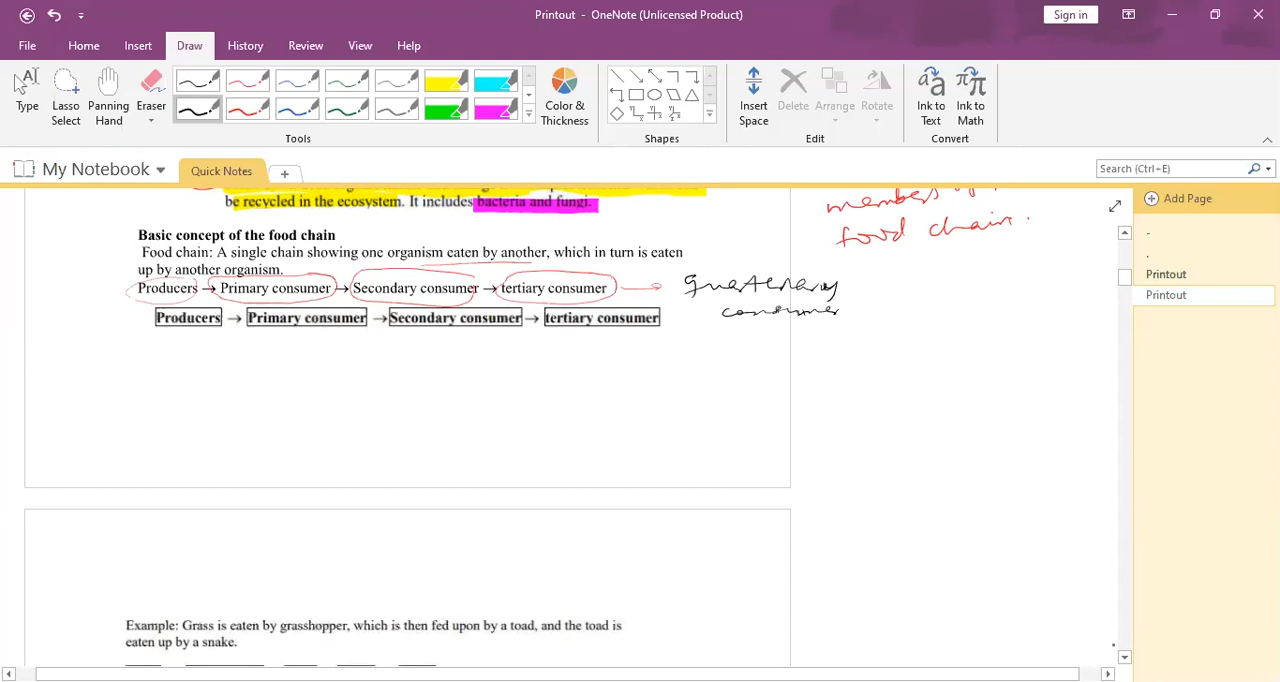 Printout - OneNote (Unlicensed Product)
Sign in
File Home Insert Draw History Review View Help
Type
Lasso Select
Panning Hand
Eraser
Color & Thickness
Insert Space
Delete
Arrange
Rotate
Ink to Text
Ink to Math
Tools
Shapes
Edit
Convert
My Notebook
Quick Notes
Search (Ctrl+E)
Add Page
-
.
Printout
Printout
be recycled in the ecosystem. It includes bacteria and fungi.
members of
food chain.
Basic concept of the food chain
Food chain: A single chain showing one organism eaten by another, which in turn is eaten
up by another organism.
Producers → Primary consumer → Secondary consumer → tertiary consumer → quarternary
consumer
Producers → Primary consumer → Secondary consumer → tertiary consumer
Example: Grass is eaten by grasshopper, which is then fed upon by a toad, and the toad is
eaten up by a snake.